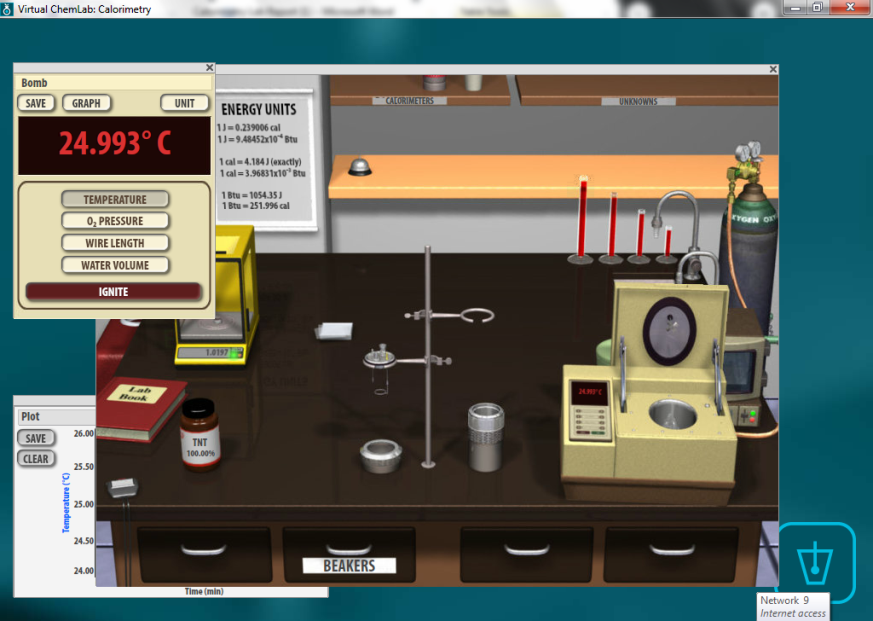 Virtual ChemLab: Calorimetry
Bomb
SAVE
GRAPH
UNIT
24.993° C
TEMPERATURE
O₂ PRESSURE
WIRE LENGTH
WATER VOLUME
IGNITE
ENERGY UNITS
1 J = 0.239006 cal
1 J = 9.48452x10⁻⁴ Btu
1 cal = 4.184 J (exactly)
1 cal = 3.96831x10⁻³ Btu
1 Btu = 1054.35 J
1 Btu = 251.996 cal
CALORIMETERS
UNKNOWNS
1.0197
Lab
Book
TNT
100.00%
24.993°C
Plot
SAVE
CLEAR
Temperature (°C)
26.00
25.50
25.00
24.50
24.00
Time (min)
BEAKERS
Network 9
Internet access